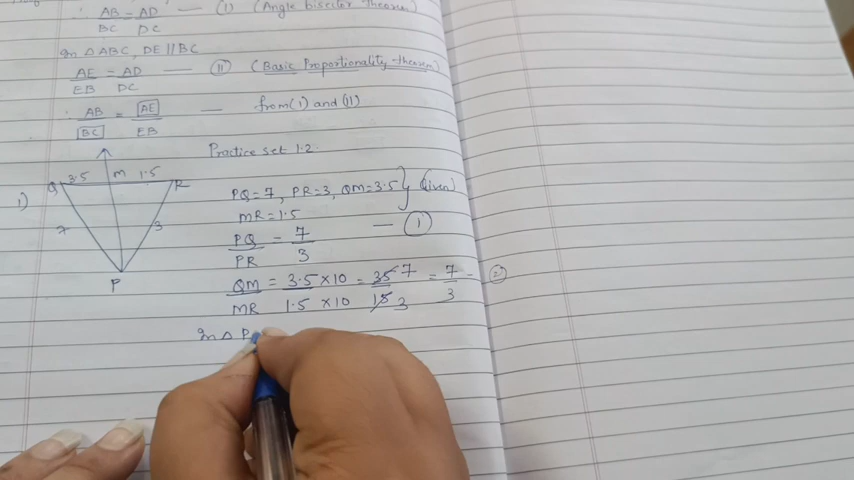 ∴ AB = AD — (I) (Angle bisector theorem)
BC DC
In △ ABC, DE || BC
AE = AD — (II) (Basic Proportionality theorem)
EB DC
∴ AB = AE — from (I) and (II)
BC EB
Practice set 1.2
1)
Q 3.5 M 1.5 R
7 3
P
PQ = 7, PR = 3, QM = 3.5 } Given)
MR = 1.5
PQ = 7 — (1)
PR 3
QM = 3.5 × 10 = 35 7 = 7 - (2)
MR 1.5 × 10 15 3 3
In △ P